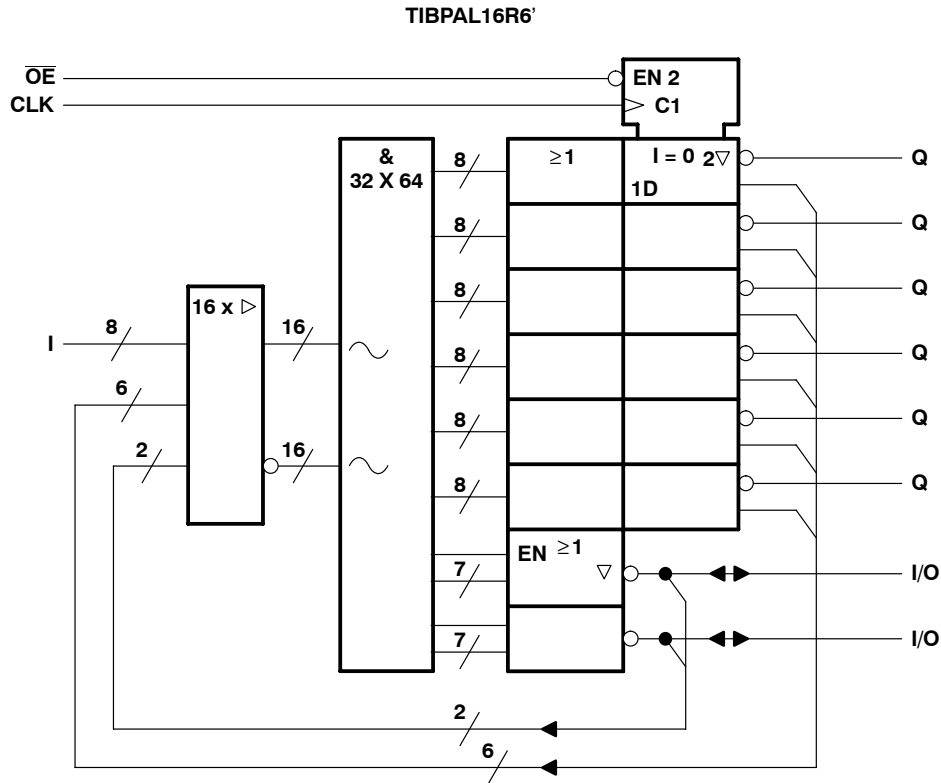 TIBPAL16R6'
OE
EN 2
CLK
C1
&
32 X 64
8
≥1
I = 0 2▽
1D
Q
8
Q
8
Q
16 x ▷
I
8
16
8
Q
6
8
Q
2
16
8
Q
EN ≥1
▽
7
I/O
7
I/O
2
6